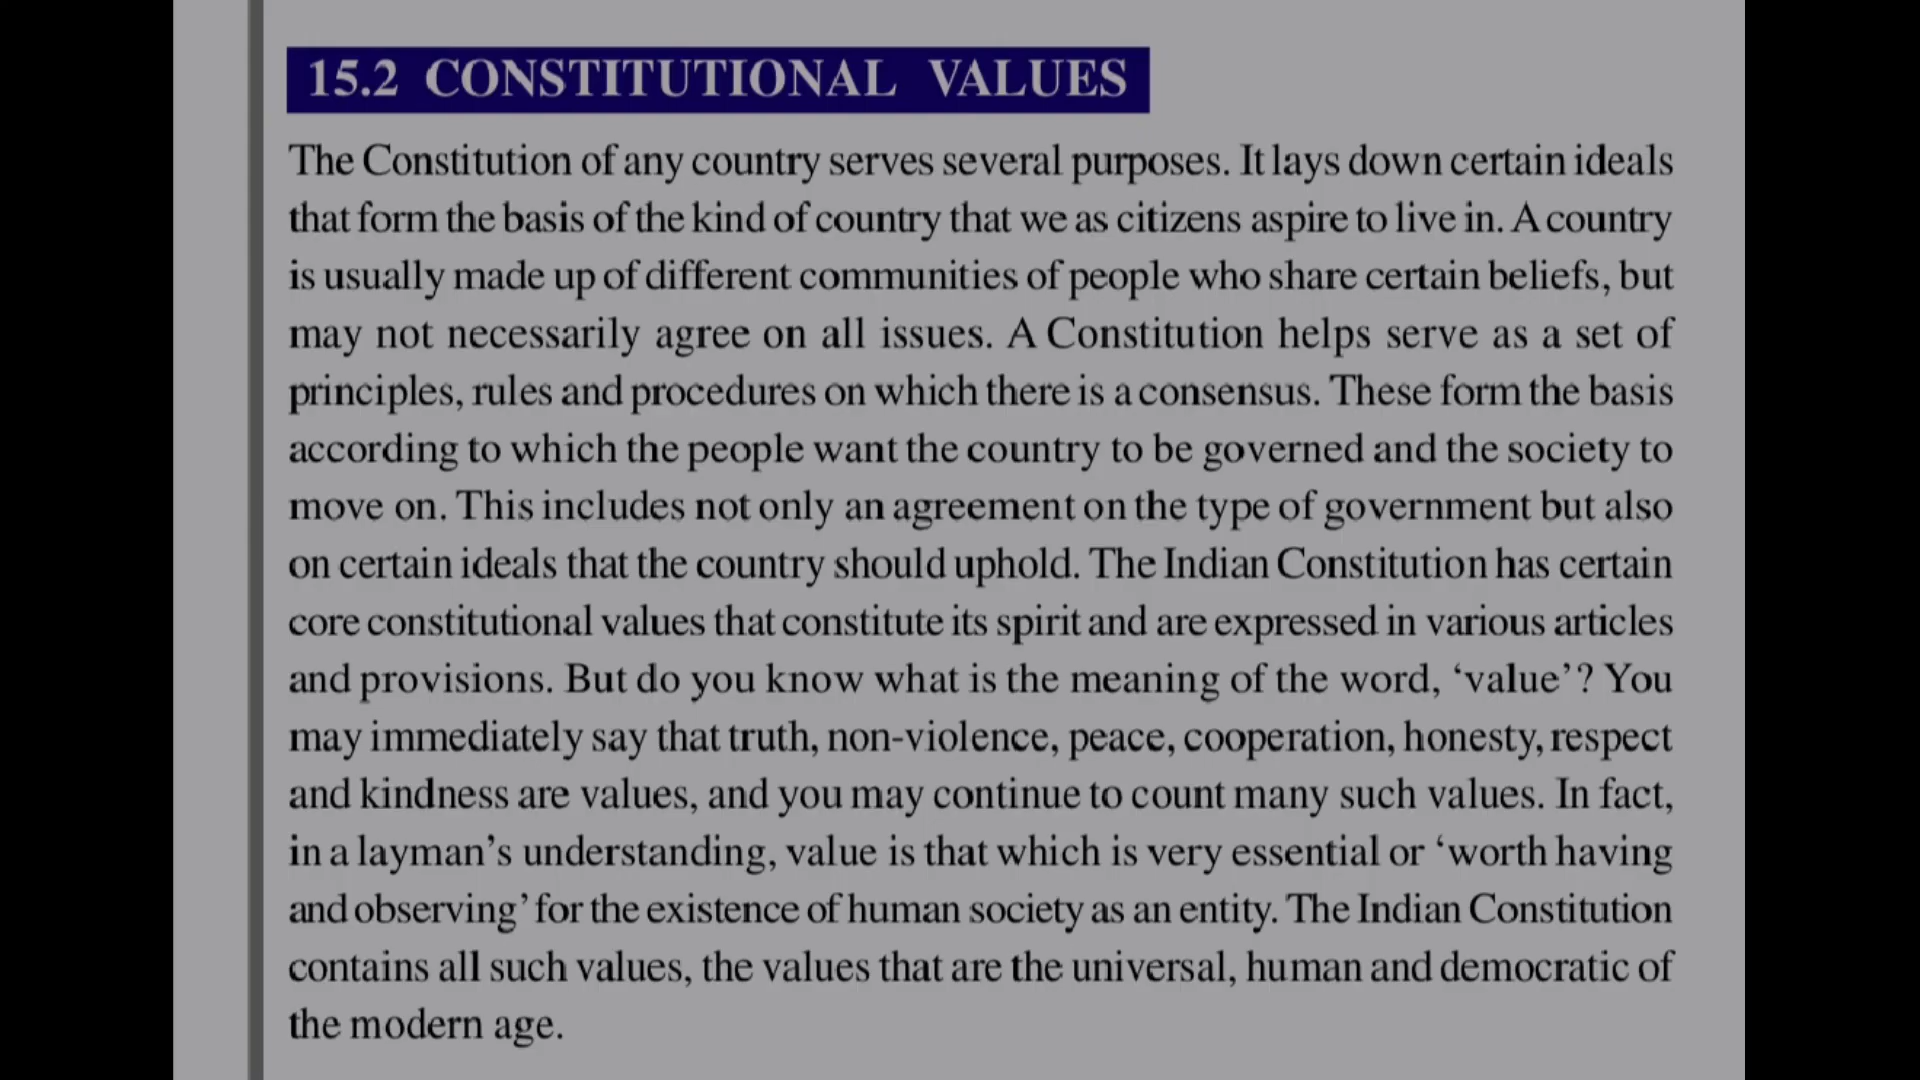 15.2 CONSTITUTIONAL VALUES
The Constitution of any country serves several purposes. It lays down certain ideals
that form the basis of the kind of country that we as citizens aspire to live in. A country
is usually made up of different communities of people who share certain beliefs, but
may not necessarily agree on all issues. A Constitution helps serve as a set of
principles, rules and procedures on which there is a consensus. These form the basis
according to which the people want the country to be governed and the society to
move on. This includes not only an agreement on the type of government but also
on certain ideals that the country should uphold. The Indian Constitution has certain
core constitutional values that constitute its spirit and are expressed in various articles
and provisions. But do you know what is the meaning of the word, ‘value’? You
may immediately say that truth, non-violence, peace, cooperation, honesty, respect
and kindness are values, and you may continue to count many such values. In fact,
in a layman’s understanding, value is that which is very essential or ‘worth having
and observing’ for the existence of human society as an entity. The Indian Constitution
contains all such values, the values that are the universal, human and democratic of
the modern age.